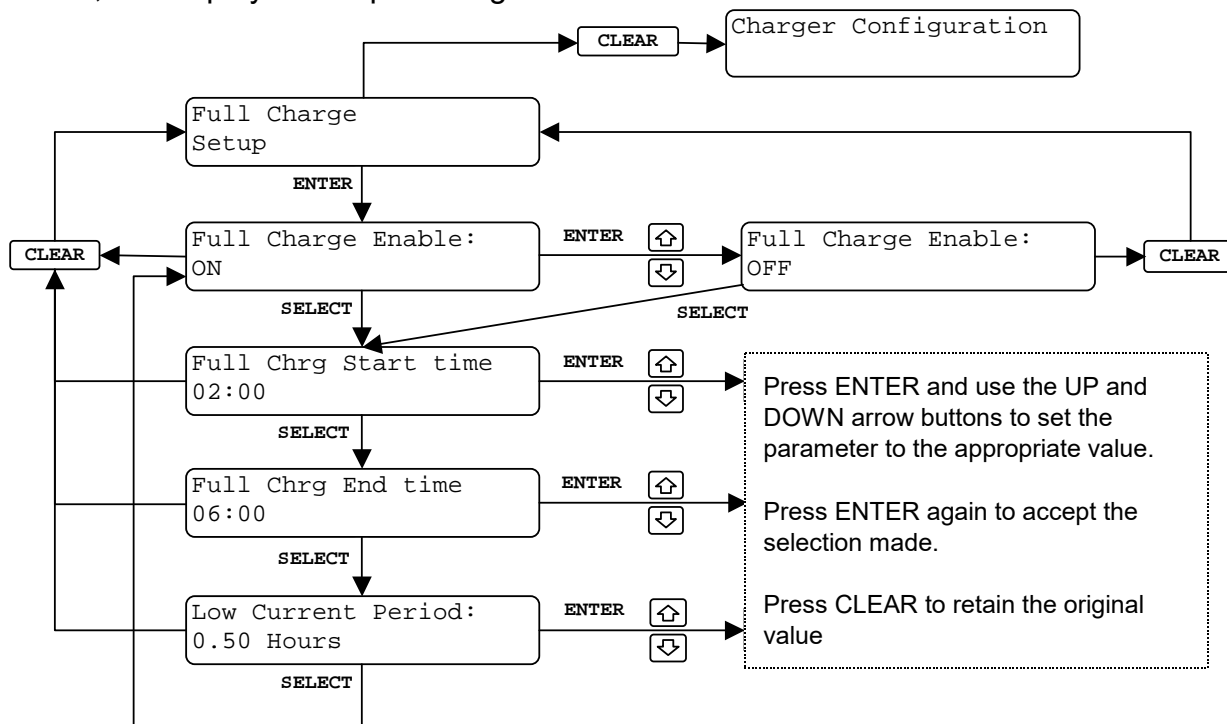 CLEAR
Charger Configuration
Full Charge
Setup
ENTER
CLEAR
Full Charge Enable:
ON
ENTER
Full Charge Enable:
OFF
CLEAR
SELECT
SELECT
Full Chrg Start time
02:00
ENTER
SELECT
Full Chrg End time
06:00
ENTER
SELECT
Low Current Period:
0.50 Hours
ENTER
SELECT
Press ENTER and use the UP and
DOWN arrow buttons to set the
parameter to the appropriate value.
Press ENTER again to accept the
selection made.
Press CLEAR to retain the original
value